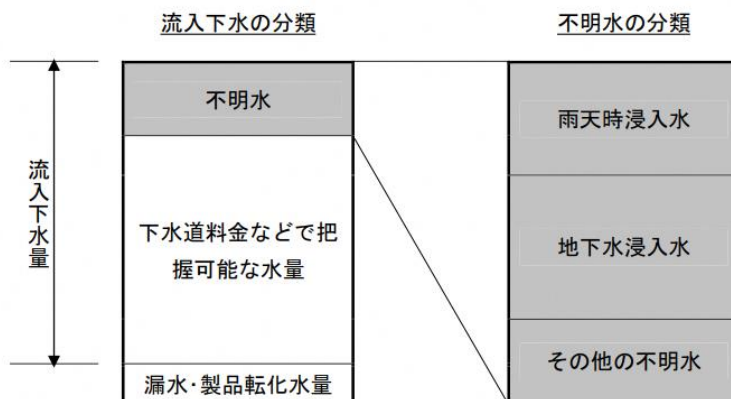 流入下水の分類
不明水の分類
流入下水量
不明水
下水道料金などで把
握可能な水量
漏水・製品転化水量
雨天時浸入水
地下水浸入水
その他の不明水